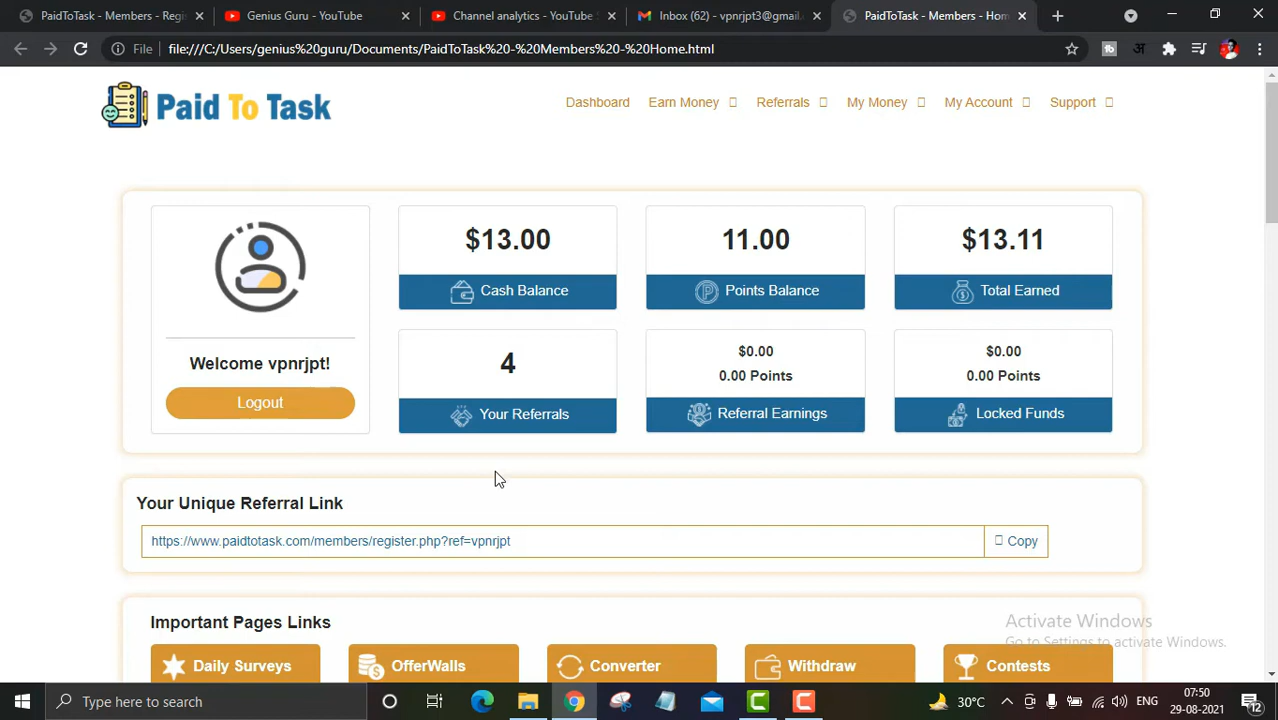 PaidToTask - Members - Regi
Genius Guru - YouTube
Channel analytics - YouTube S
Inbox (62) - vpnrjpt3@gmail.
PaidToTask - Members - Hom
File
file:///C:/Users/genius%20guru/Documents/PaidToTask%20-%20Members%20-%20Home.html
Paid To Task
Dashboard
Earn Money
Referrals
My Money
My Account
Support
$13.00
Cash Balance
11.00
Points Balance
$13.11
Total Earned
Welcome vpnrjpt!
Logout
4
Your Referrals
$0.00
0.00 Points
Referral Earnings
$0.00
0.00 Points
Locked Funds
Your Unique Referral Link
https://www.paidtotask.com/members/register.php?ref=vpnrjpt
Copy
Important Pages Links
Activate Windows
Go to Settings to activate Windows.
Daily Surveys
OfferWalls
Converter
Withdraw
Contests
Type here to search
30°C
ENG
07:50
29-08-2021
12